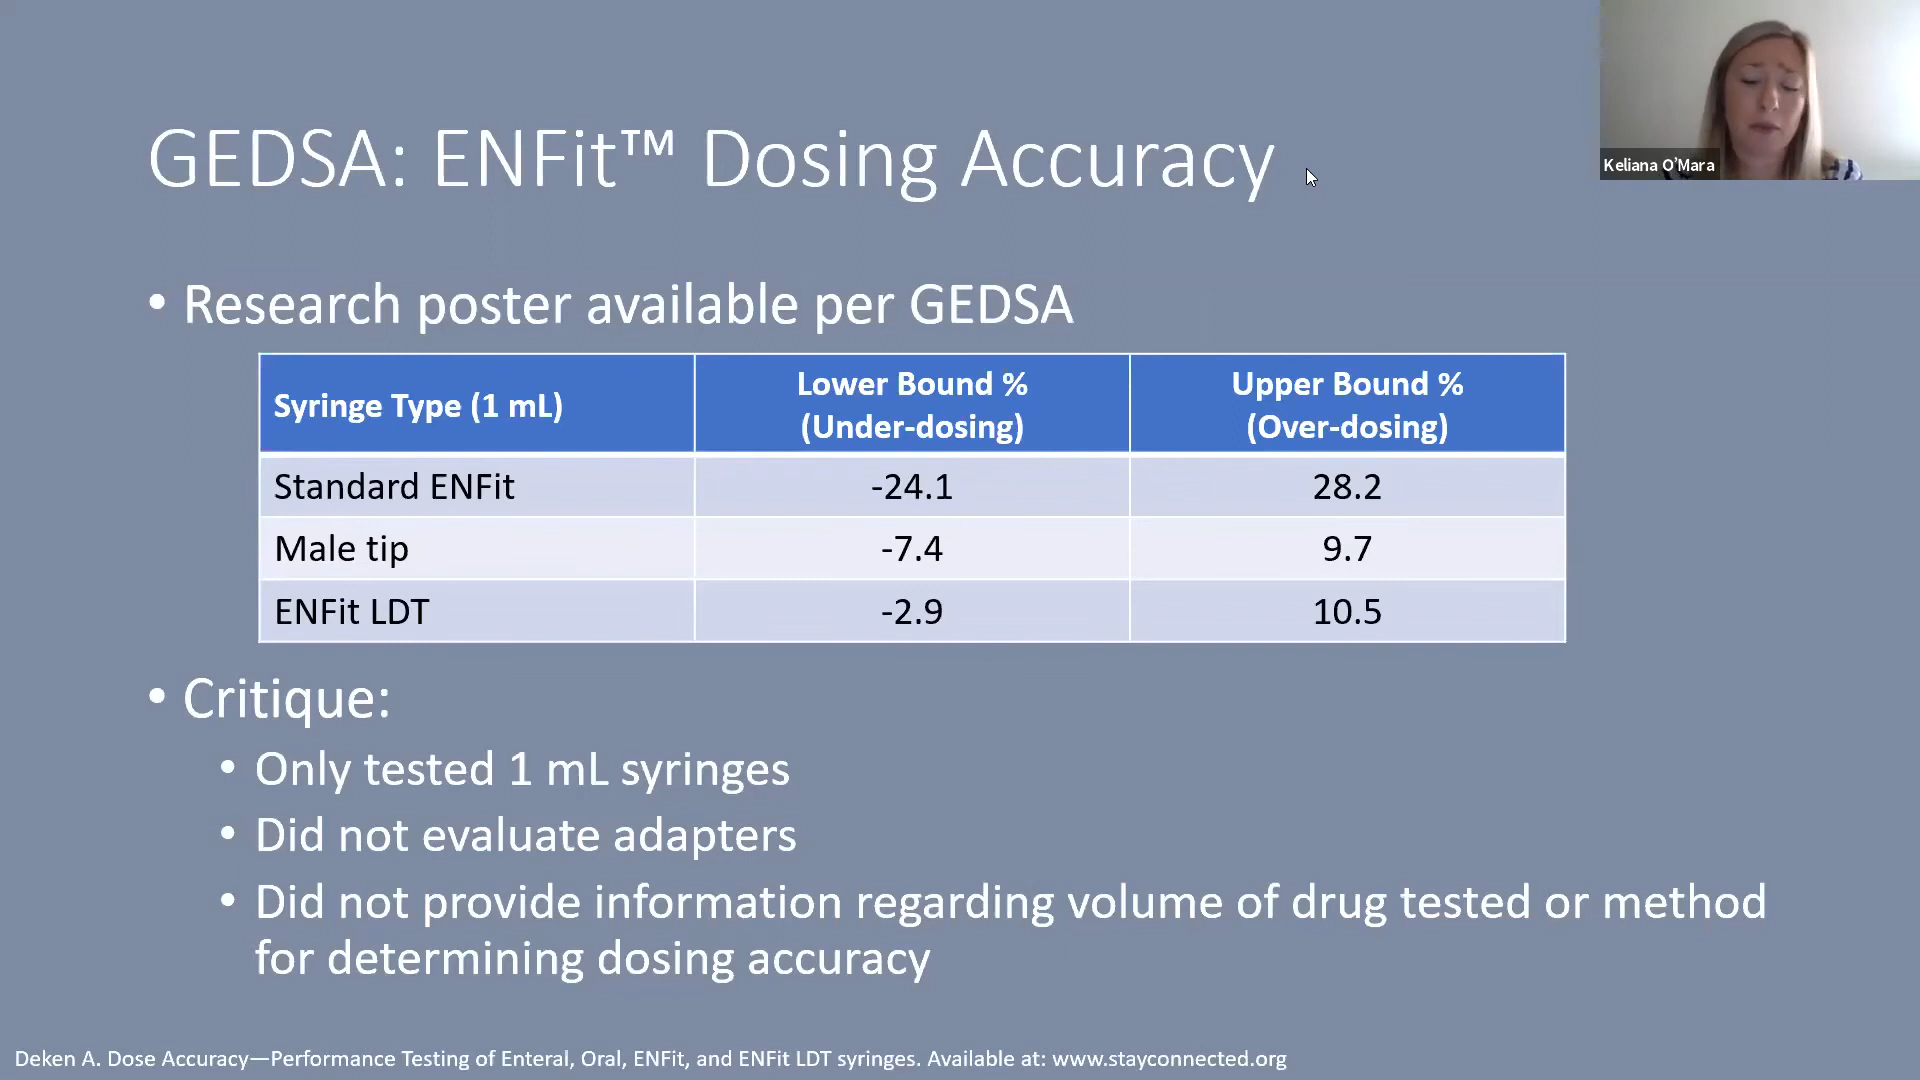 GEDSA: ENFit™ Dosing Accuracy
Keliana O'Mara
• Research poster available per GEDSA
Syringe Type (1 mL)
Lower Bound %
(Under-dosing)
Upper Bound %
(Over-dosing)
Standard ENFit
-24.1
28.2
Male tip
-7.4
9.7
ENFit LDT
-2.9
10.5
• Critique:
• Only tested 1 mL syringes
• Did not evaluate adapters
• Did not provide information regarding volume of drug tested or method
for determining dosing accuracy
Deken A. Dose Accuracy—Performance Testing of Enteral, Oral, ENFit, and ENFit LDT syringes. Available at: www.stayconnected.org